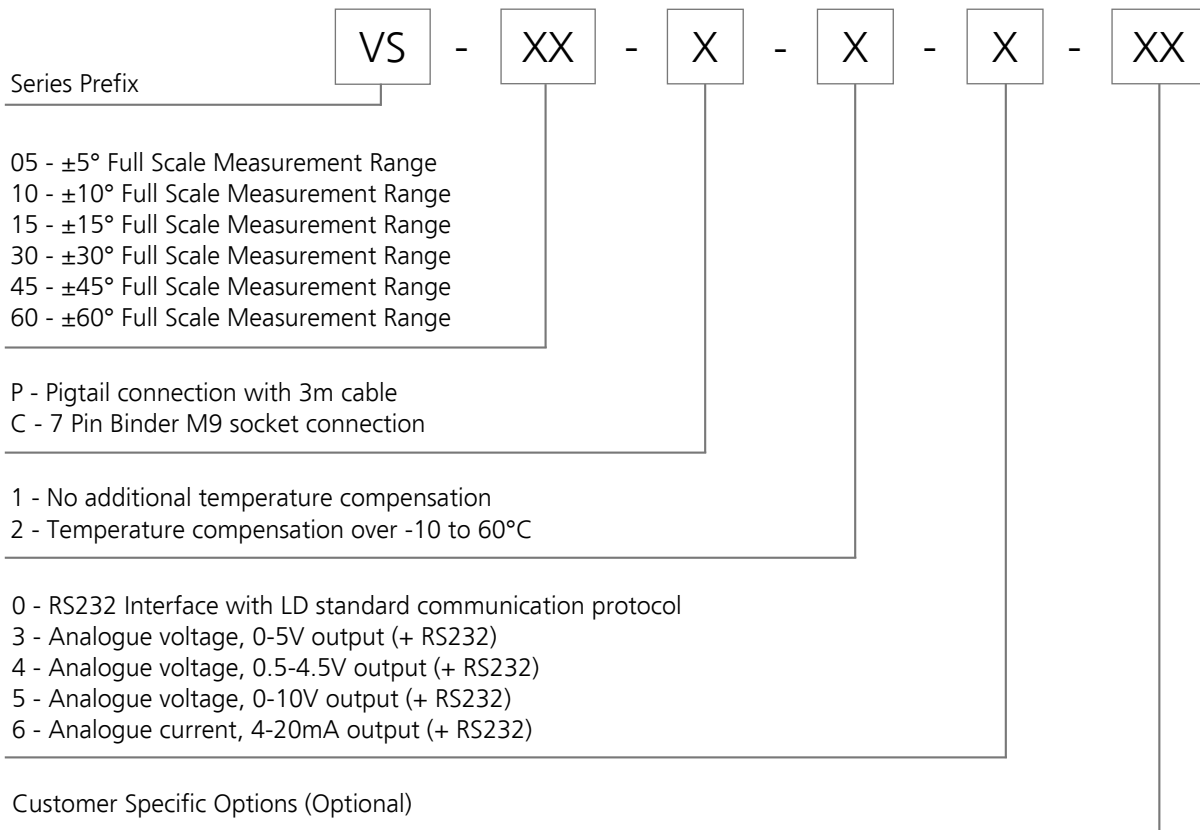 VS - XX - X - X - X - XX
Series Prefix
05 - ±5° Full Scale Measurement Range
10 - ±10° Full Scale Measurement Range
15 - ±15° Full Scale Measurement Range
30 - ±30° Full Scale Measurement Range
45 - ±45° Full Scale Measurement Range
60 - ±60° Full Scale Measurement Range
P - Pigtail connection with 3m cable
C - 7 Pin Binder M9 socket connection
1 - No additional temperature compensation
2 - Temperature compensation over -10 to 60°C
0 - RS232 Interface with LD standard communication protocol
3 - Analogue voltage, 0-5V output (+ RS232)
4 - Analogue voltage, 0.5-4.5V output (+ RS232)
5 - Analogue voltage, 0-10V output (+ RS232)
6 - Analogue current, 4-20mA output (+ RS232)
Customer Specific Options (Optional)